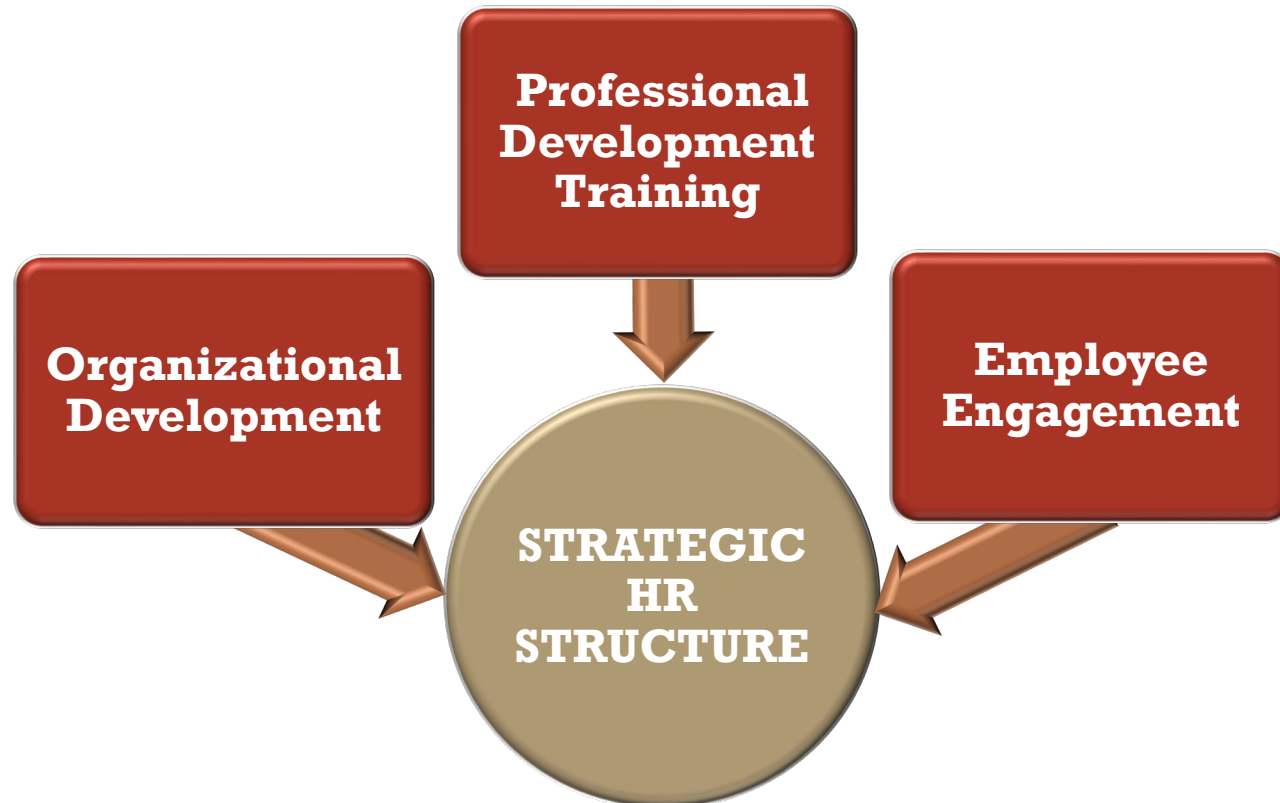 Professional
Development
Training
Organizational
Development
Employee
Engagement
STRATEGIC
HR
STRUCTURE